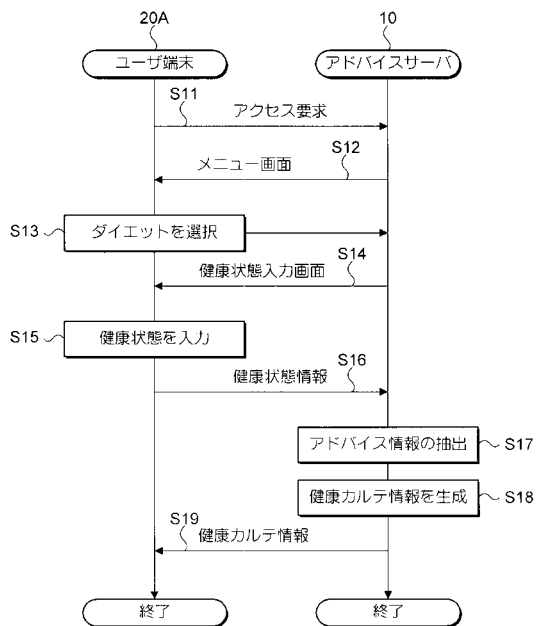 20A
10
ユーザ端末
アドバイスサーバ
S11
アクセス要求
S12
メニュー画面
S13
ダイエットを選択
S14
健康状態入力画面
S15
健康状態を入力
S16
健康状態情報
アドバイス情報の抽出
S17
健康カルテ情報を生成
S18
S19
健康カルテ情報
終了
終了